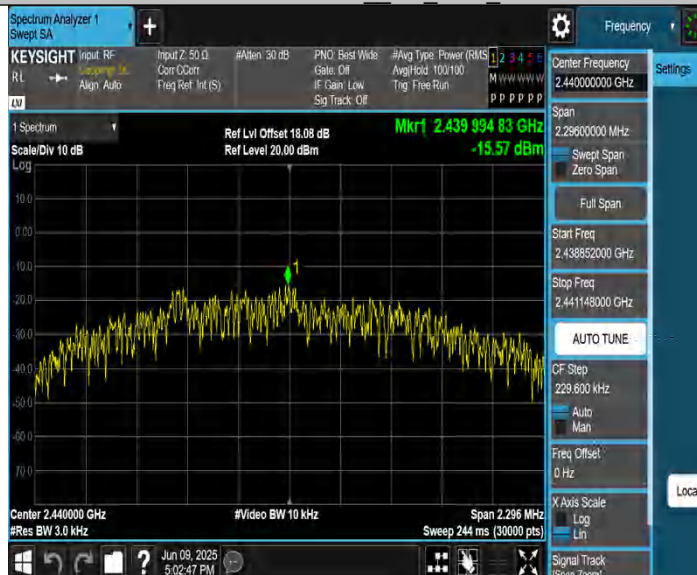 Spectrum Analyzer 1
Swept SA
+
Frequency
KEYSIGHT
RL
Input: RF
Coupling: DC
Align: Auto
Input Z: 50 Ω
Corr CCorr
Freq Ref: Int (S)
#Atten: 30 dB
PNO: Best Wide
Gate: Off
IF Gain: Low
Sig Track: Off
#Avg Type: Power (RMS
Avg|Hold: 100/100
Trig: Free Run
1 2 3 4 5 6
M W W W W W
P P P P P P
LXI
1 Spectrum
Scale/Div 10 dB
Log
Ref Lvl Offset 18.08 dB
Ref Level 20.00 dBm
Mkr1 2.439 994 83 GHz
-15.57 dBm
10.0
0.00
-10.0
-20.0
-30.0
-40.0
-50.0
-60.0
-70.0
1
Center 2.440000 GHz
#Res BW 3.0 kHz
#Video BW 10 kHz
Span 2.296 MHz
Sweep 244 ms (30000 pts)
?
Jun 09, 2025
5:02:47 PM
Center Frequency
2.440000000 GHz
Span
2.29600000 MHz
Swept Span
Zero Span
Full Span
Start Freq
2.438852000 GHz
Stop Freq
2.441148000 GHz
AUTO TUNE
CF Step
229.600 kHz
Auto
Man
Freq Offset
0 Hz
X Axis Scale
Log
Lin
Signal Track
(Span Zoom)
Settings
Loca